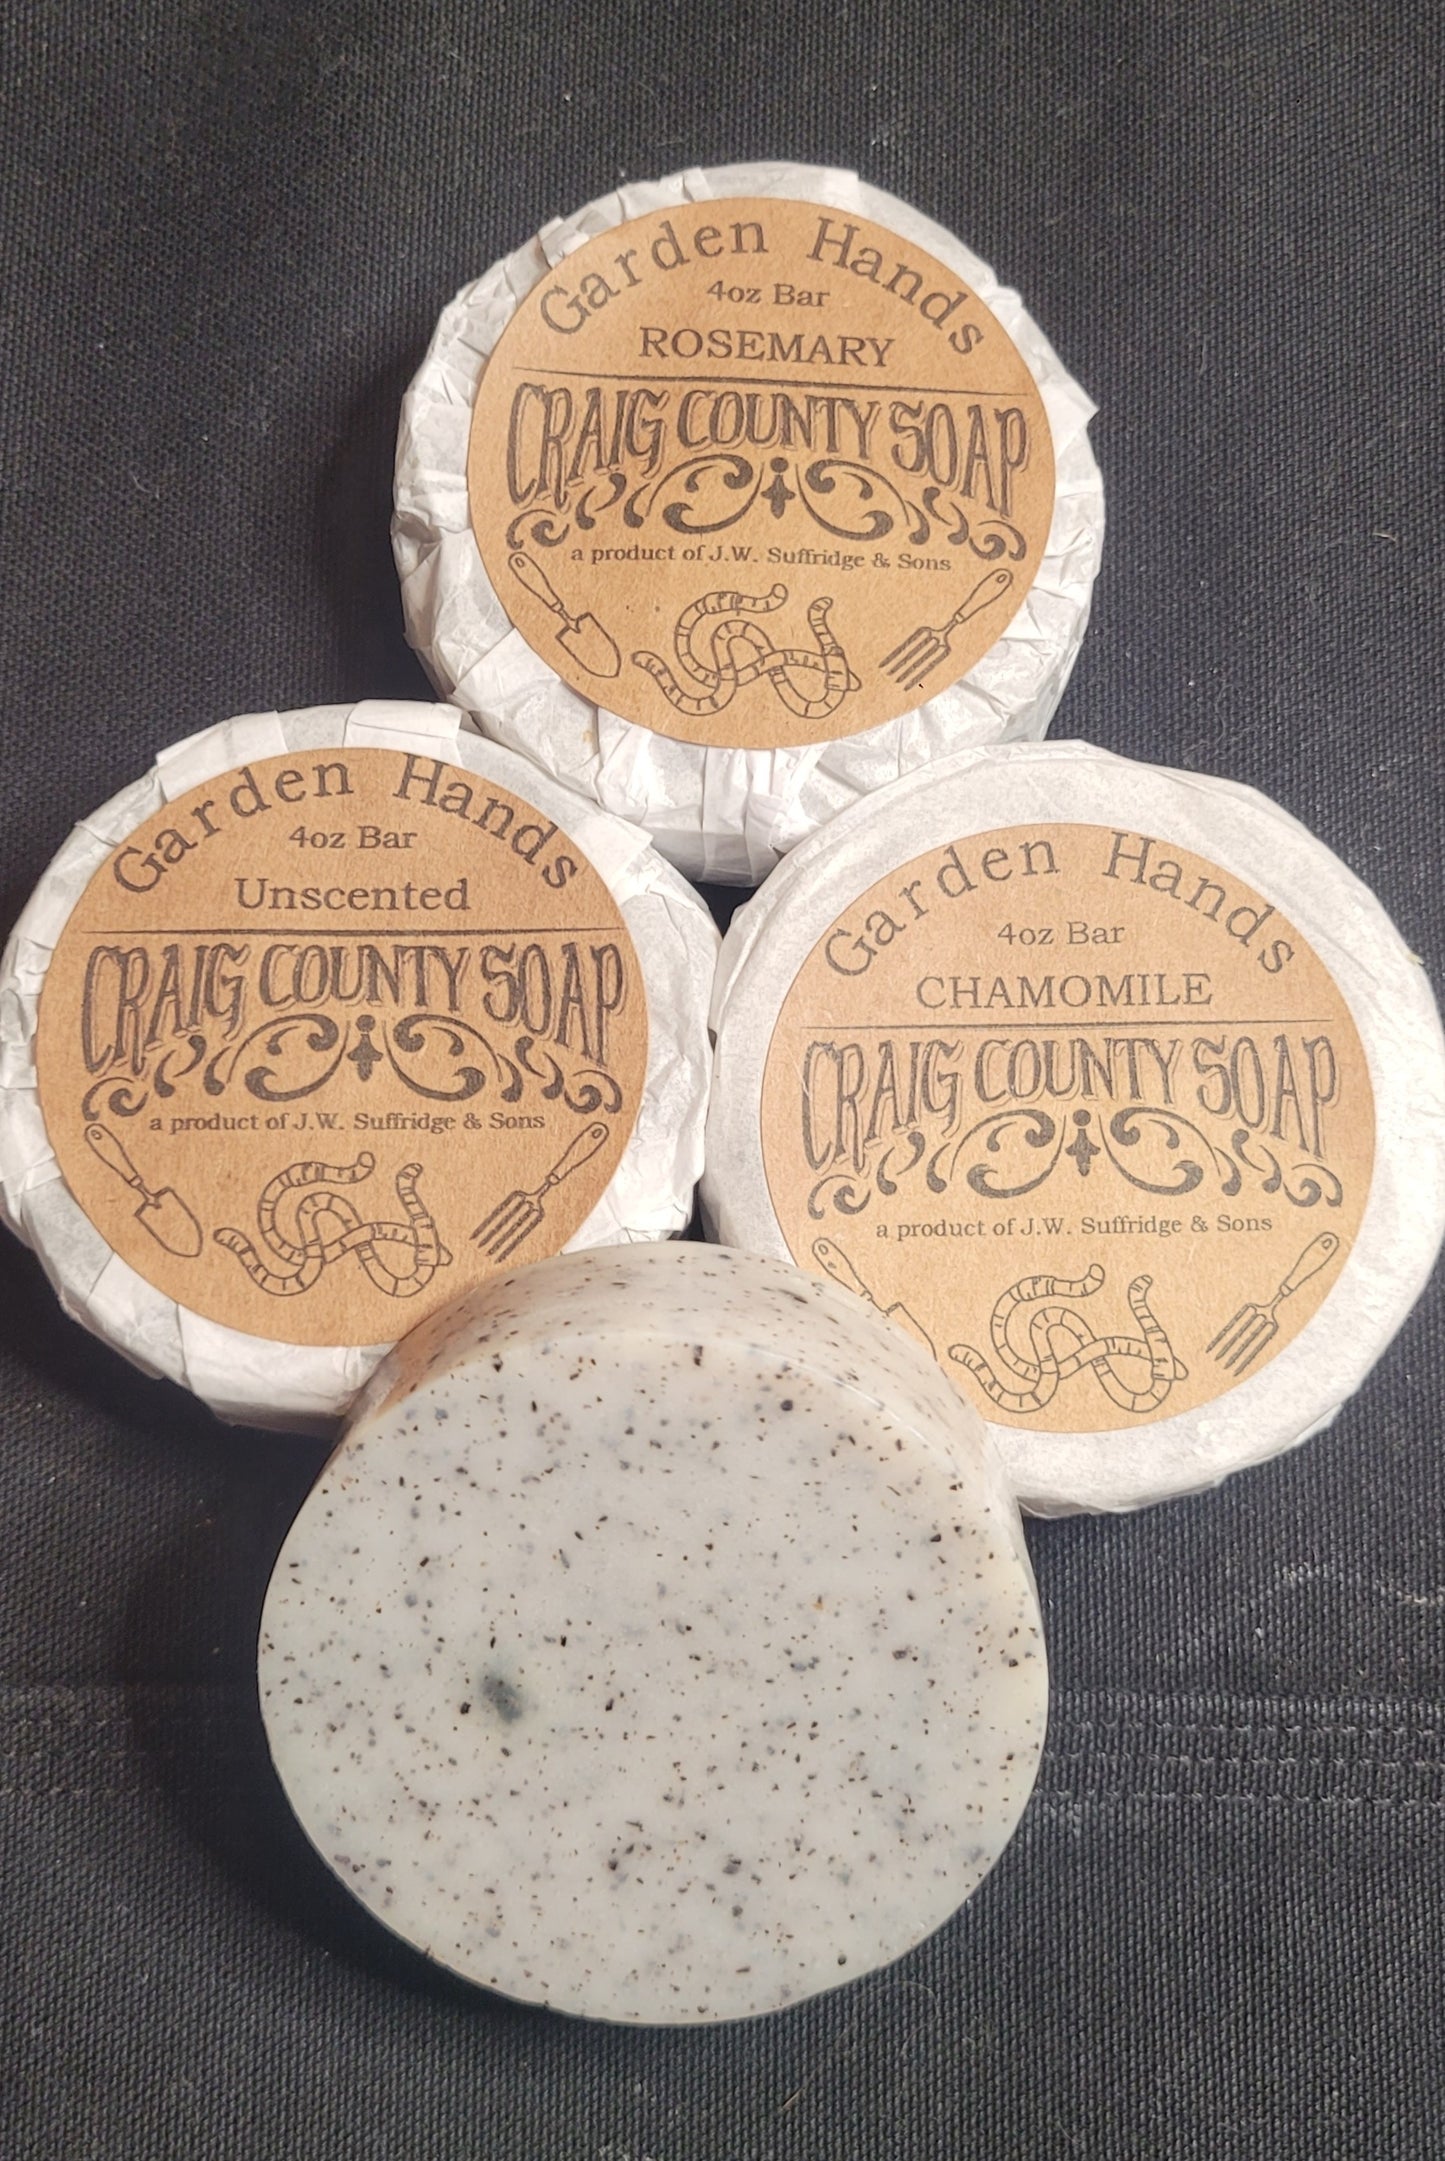 Garden Hands
4oz Bar
ROSEMARY
CRAIG COUNTY SOAP
a product of J.W. Suffridge & Sons
Garden Hands
4oz Bar
Unscented
CRAIG COUNTY SOAP
a product of J.W. Suffridge & Sons
Garden Hands
4oz Bar
CHAMOMILE
CRAIG COUNTY SOAP
a product of J.W. Suffridge & Sons